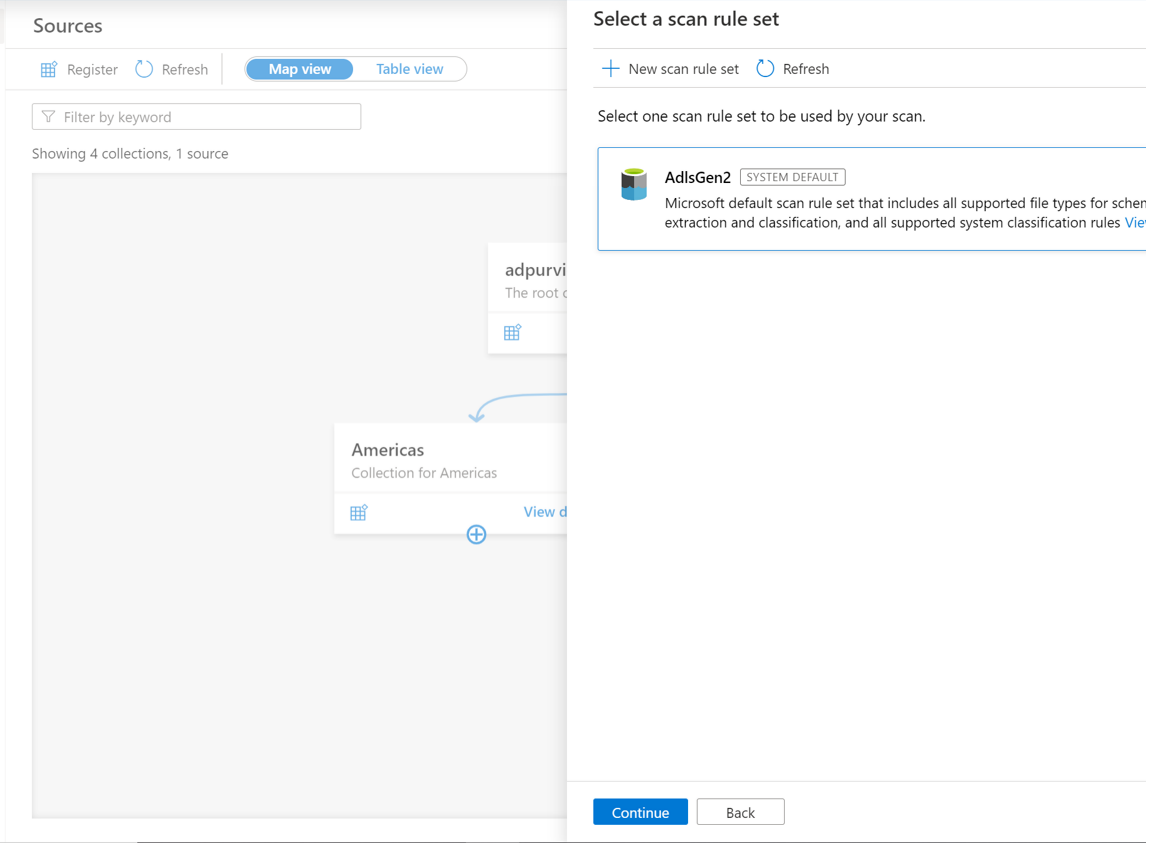 Sources
Register
Refresh
Map view
Table view
Filter by keyword
Showing 4 collections, 1 source
adpurvi
The root
Americas
Collection for Americas
View d
Select a scan rule set
New scan rule set
Refresh
Select one scan rule set to be used by your scan.
AdlsGen2 SYSTEM DEFAULT
Microsoft default scan rule set that includes all supported file types for schem
extraction and classification, and all supported system classification rules Vie
Continue
Back